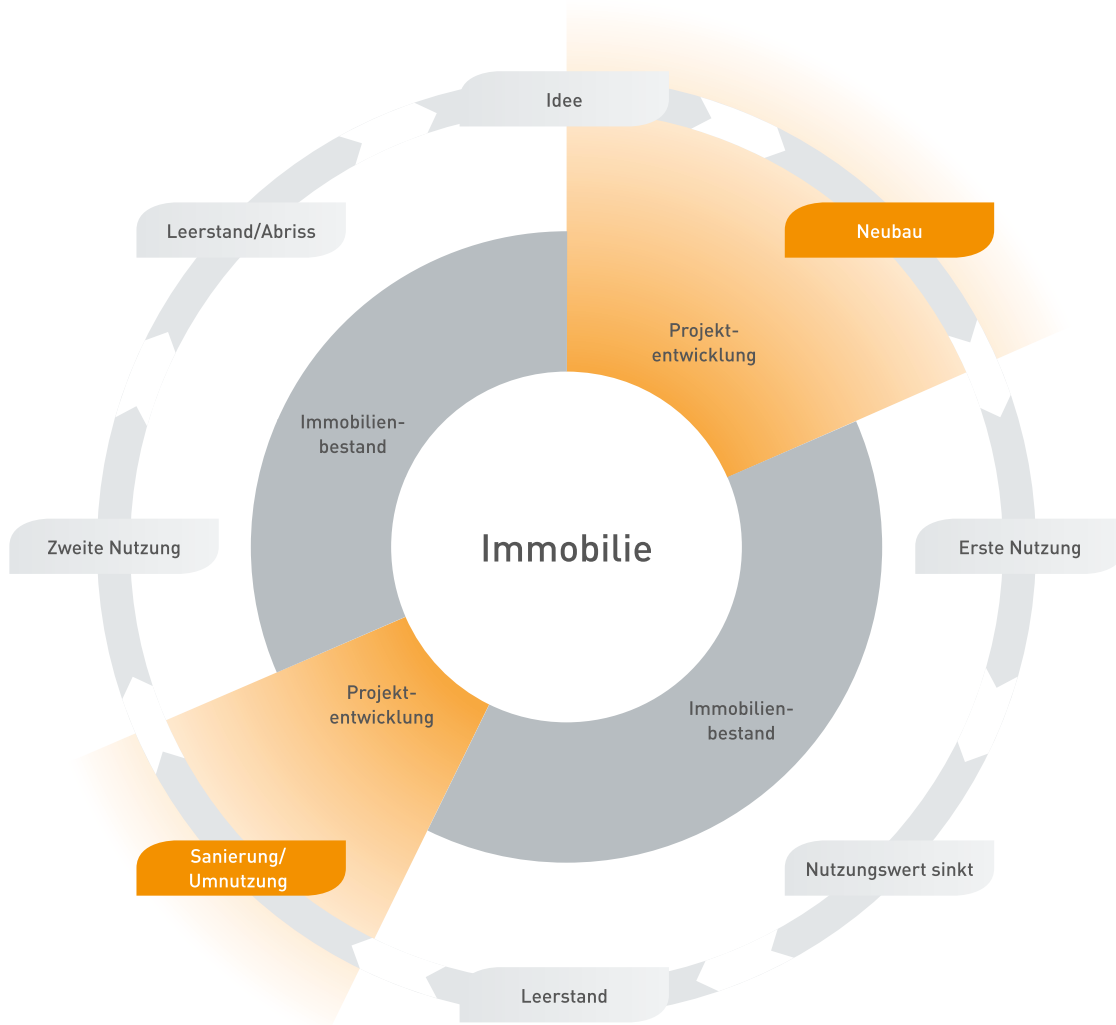 Idee
Leerstand/Abriss
Neubau
Projekt-
entwicklung
Immobilien-
bestand
Zweite Nutzung
Immobilie
Erste Nutzung
Projekt-
entwicklung
Immobilien-
bestand
Sanierung/
Umnutzung
Nutzungswert sinkt
Leerstand